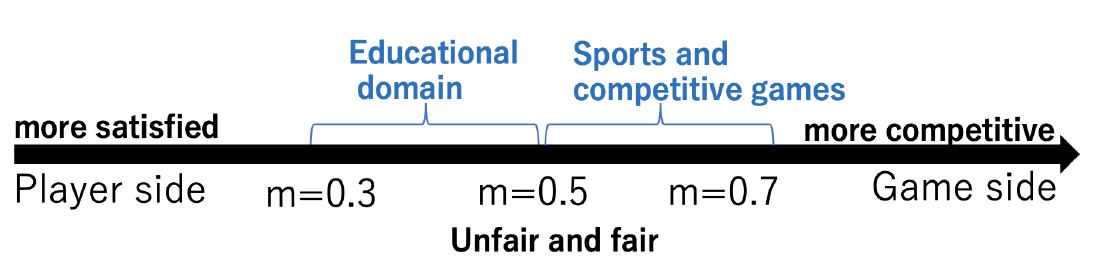 Educational
domain
Sports and
competitive games
more satisfied
more competitive
Player side
m=0.3
m=0.5
m=0.7
Game side
Unfair and fair